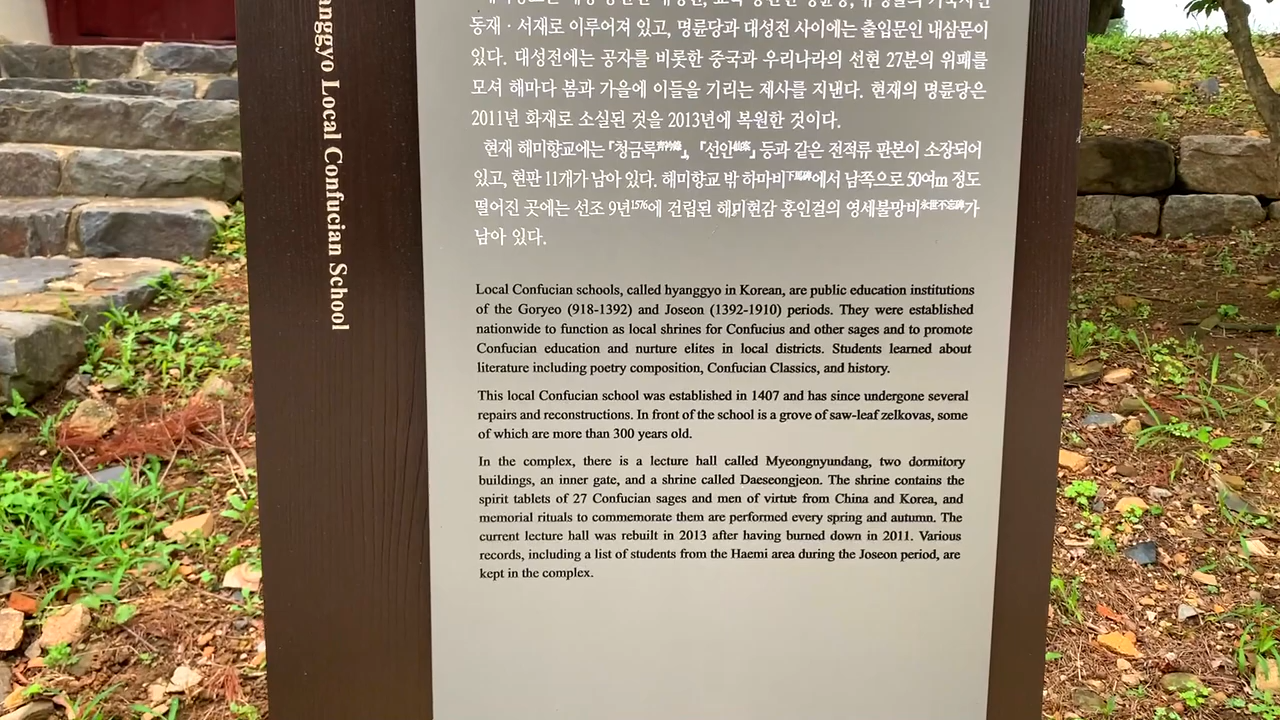 anggyo Local Confucian School
동재 · 서재로 이루어져 있고, 명륜당과 대성전 사이에는 출입문인 내삼문이
있다. 대성전에는 공자를 비롯한 중국과 우리나라의 선현 27분의 위패를
모셔 해마다 봄과 가을에 이들을 기리는 제사를 지낸다. 현재의 명륜당은
2011년 화재로 소실된 것을 2013년에 복원한 것이다.
현재 해미향교에는 『청금록靑衿錄』, 『선안』 등과 같은 전적류 판본이 소장되어
있고, 현판 11개가 남아 있다. 해미향교 밖 하마비下馬碑에서 남쪽으로 50여m 정도
떨어진 곳에는 선조 9년1576에 건립된 해미현감 홍인걸의 영세불망비永世不忘碑가
남아 있다.
Local Confucian schools, called hyanggyo in Korean, are public education institutions
of the Goryeo (918-1392) and Joseon (1392-1910) periods. They were established
nationwide to function as local shrines for Confucius and other sages and to promote
Confucian education and nurture elites in local districts. Students learned about
literature including poetry composition, Confucian Classics, and history.
This local Confucian school was established in 1407 and has since undergone several
repairs and reconstructions. In front of the school is a grove of saw-leaf zelkovas, some
of which are more than 300 years old.
In the complex, there is a lecture hall called Myeongnyundang, two dormitory
buildings, an inner gate, and a shrine called Daeseongjeon. The shrine contains the
spirit tablets of 27 Confucian sages and men of virtue from China and Korea, and
memorial rituals to commemorate them are performed every spring and autumn. The
current lecture hall was rebuilt in 2013 after having burned down in 2011. Various
records, including a list of students from the Haemi area during the Joseon period, are
kept in the complex.